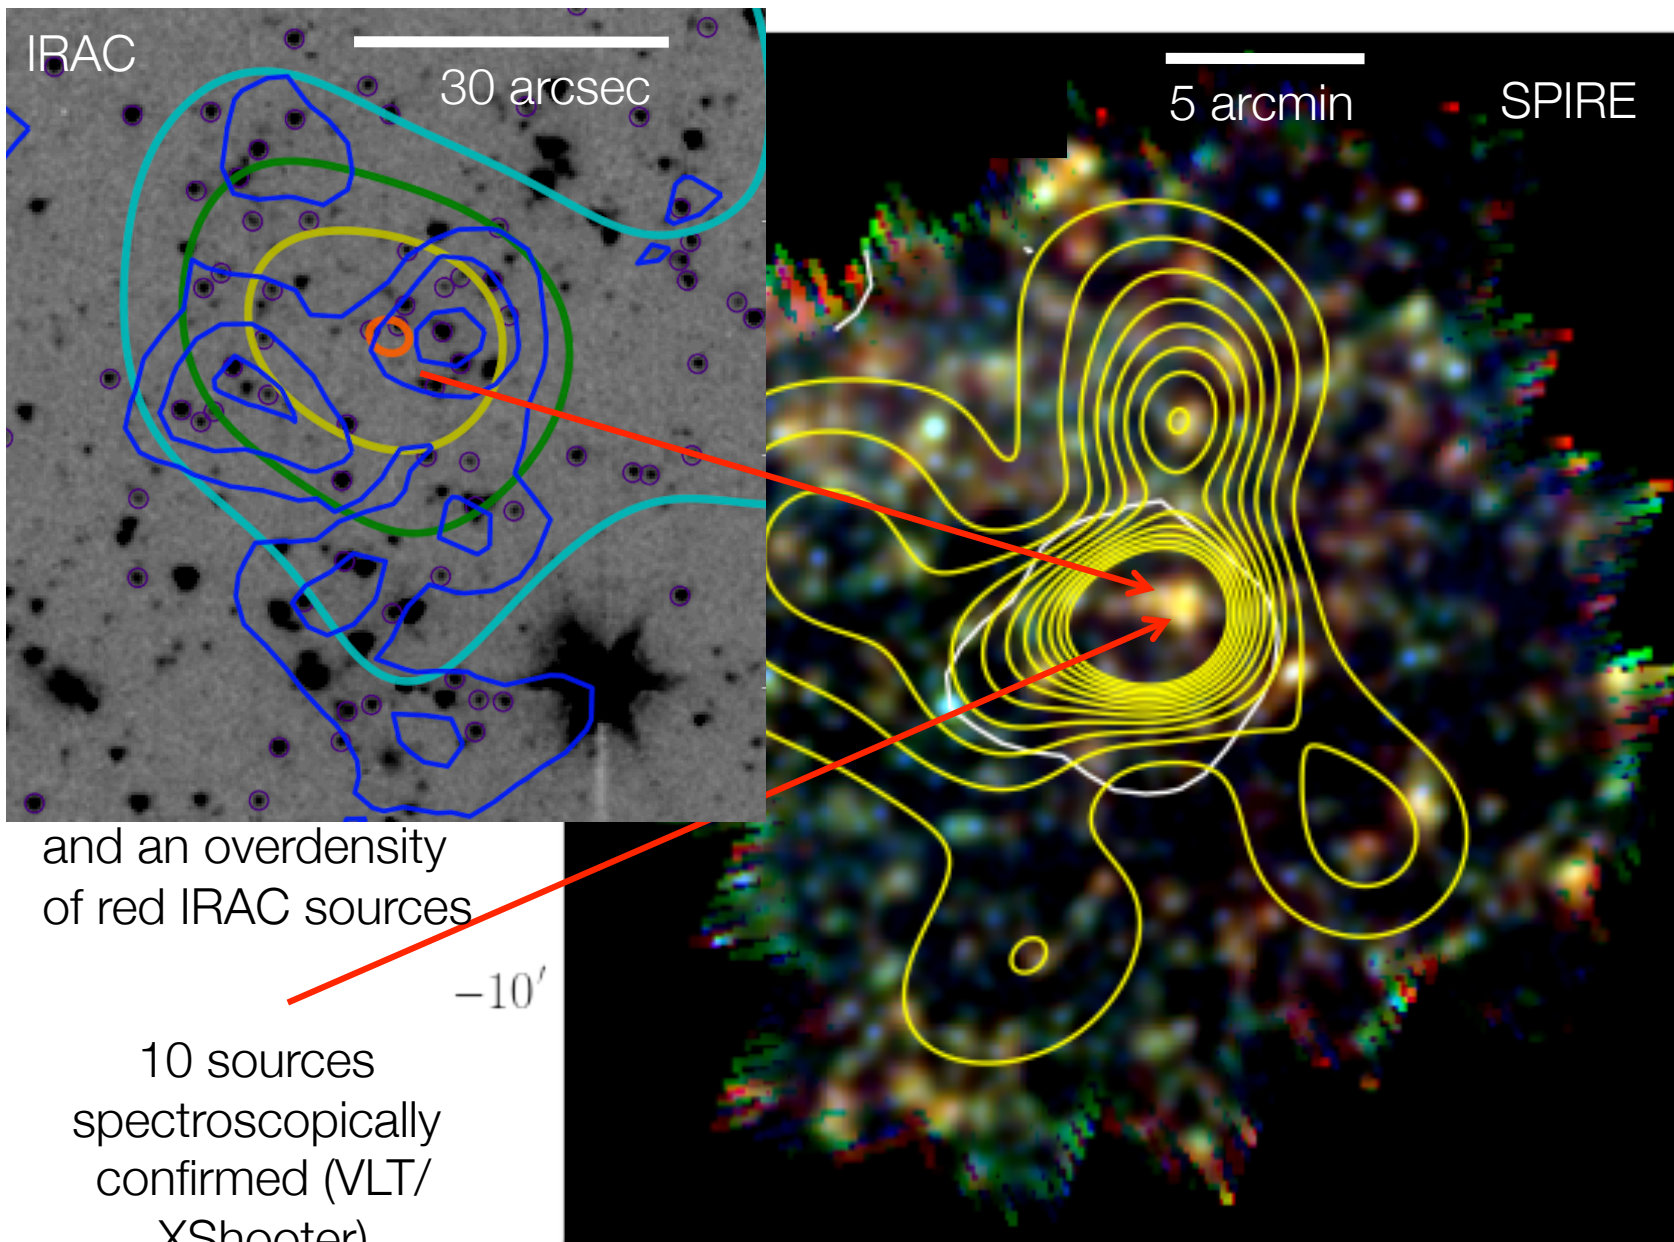 IRAC
30 arcsec
5 arcmin
SPIRE
and an overdensity
of red IRAC sources
−10′
10 sources
spectroscopically
confirmed (VLT/
XShooter)